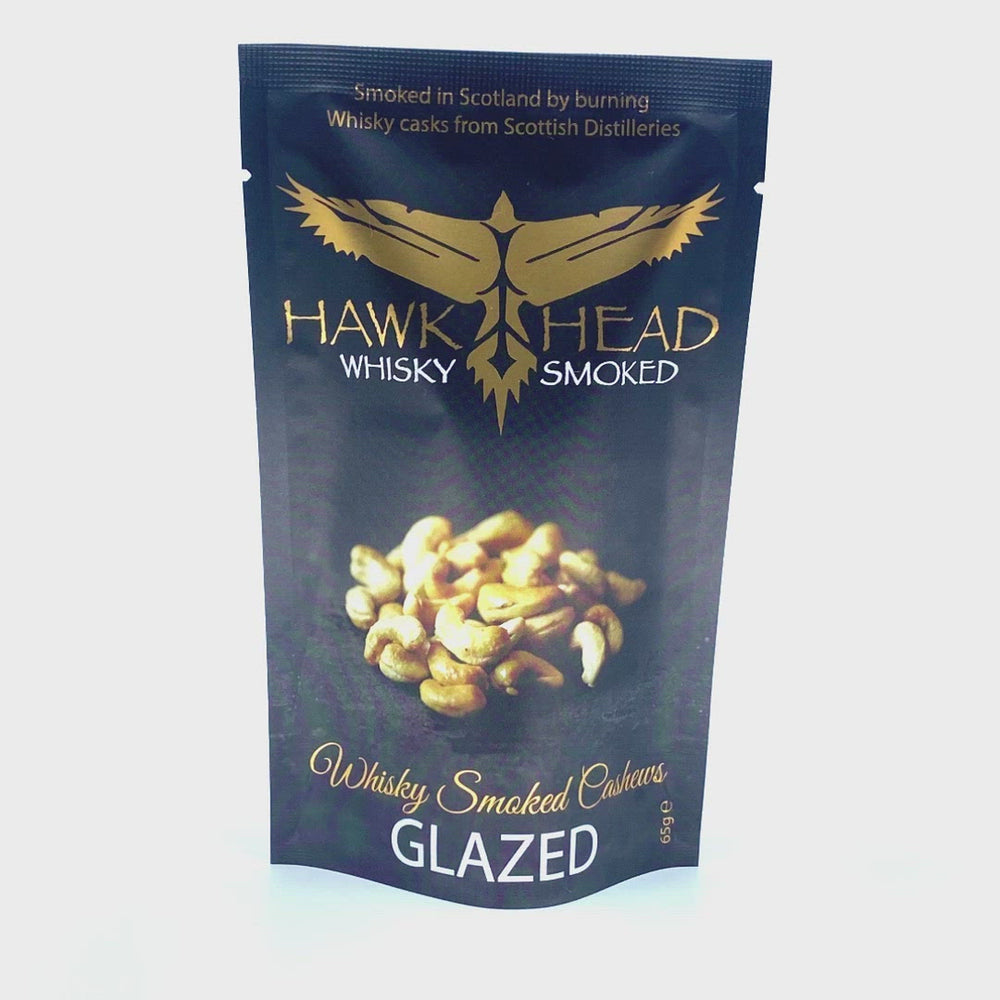 Smoked in Scotland by burning
Whisky casks from Scottish Distilleries
HAWK HEAD
WHISKY SMOKED
Whisky Smoked Cashews
GLAZED
65g ℮